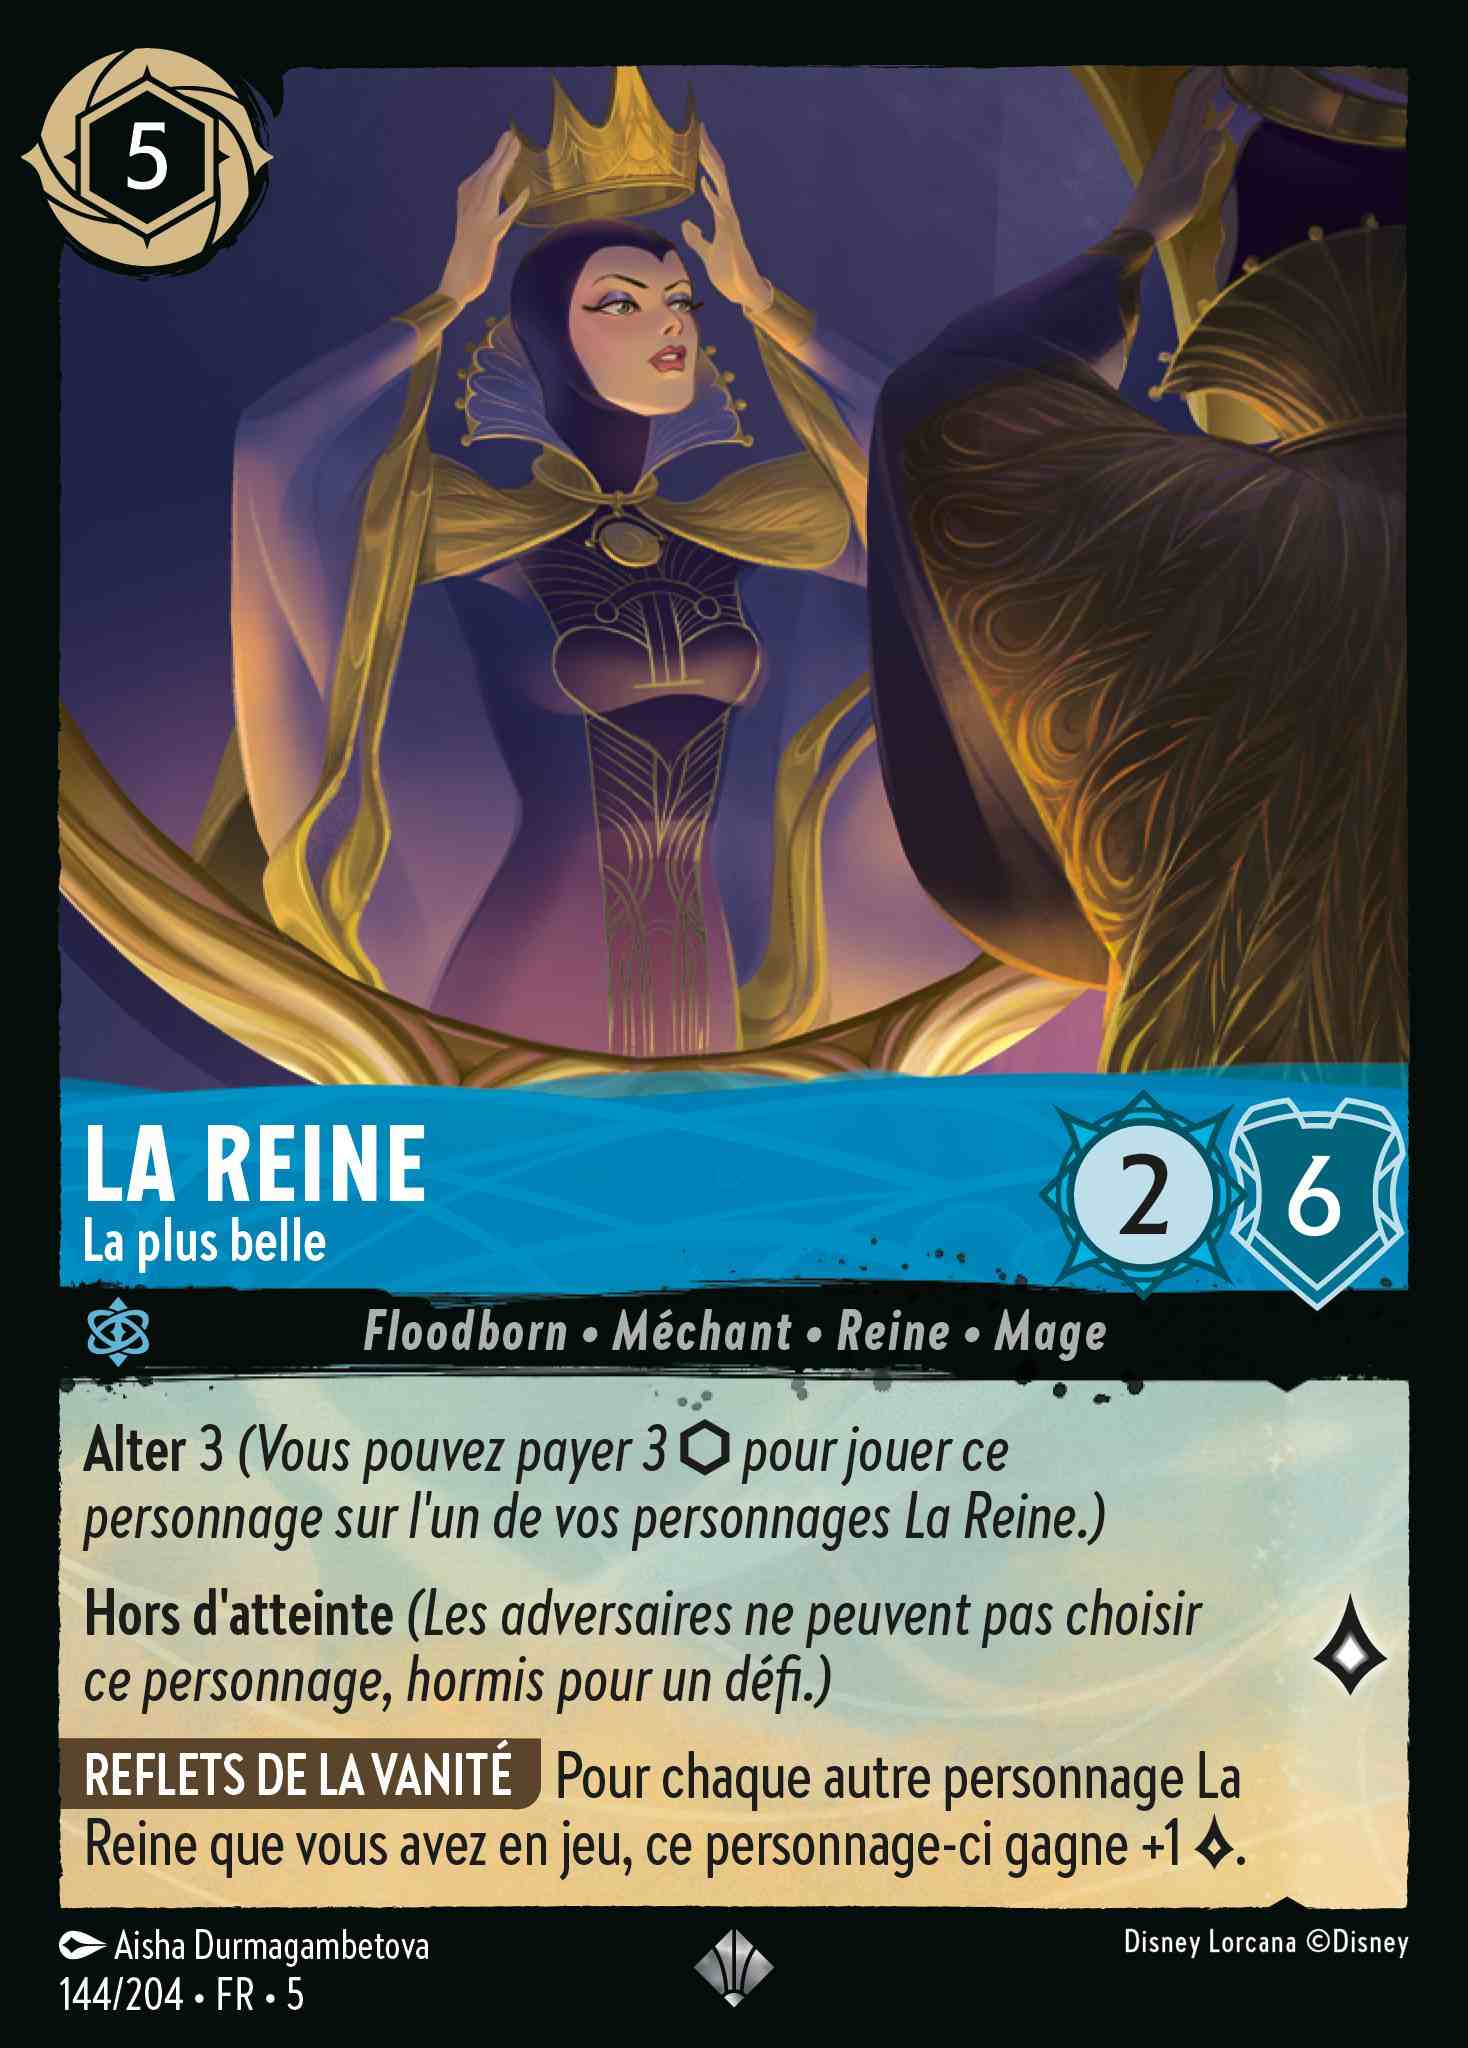 5
LA REINE
La plus belle
2
6
Floodborn • Méchant • Reine • Mage
Alter 3 (Vous pouvez payer 3 ⬡ pour jouer ce
personnage sur l'un de vos personnages La Reine.)
Hors d'atteinte (Les adversaires ne peuvent pas choisir
ce personnage, hormis pour un défi.)
REFLETS DE LA VANITÉ Pour chaque autre personnage La
Reine que vous avez en jeu, ce personnage-ci gagne +1 ◊.
Aisha Durmagambetova
Disney Lorcana ©Disney
144/204 • FR • 5